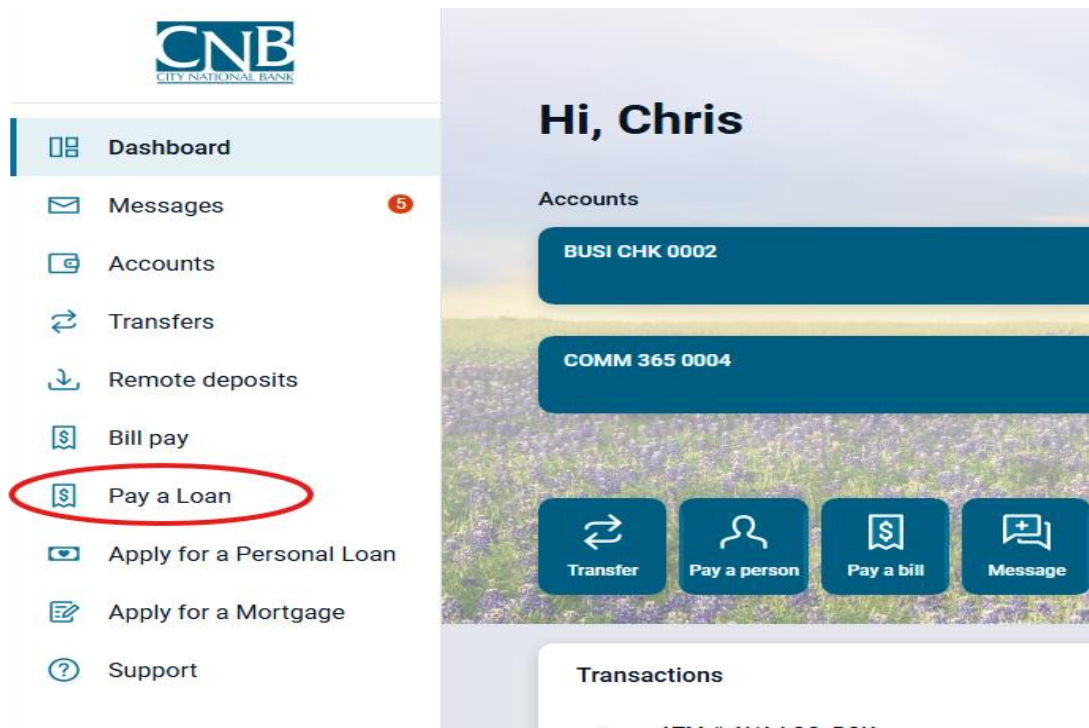 CNB
CITY NATIONAL BANK
Dashboard
Messages 5
Accounts
Transfers
Remote deposits
Bill pay
Pay a Loan
Apply for a Personal Loan
Apply for a Mortgage
Support
Hi, Chris
Accounts
BUSI CHK 0002
COMM 365 0004
Transfer
Pay a person
Pay a bill
Message
Transactions